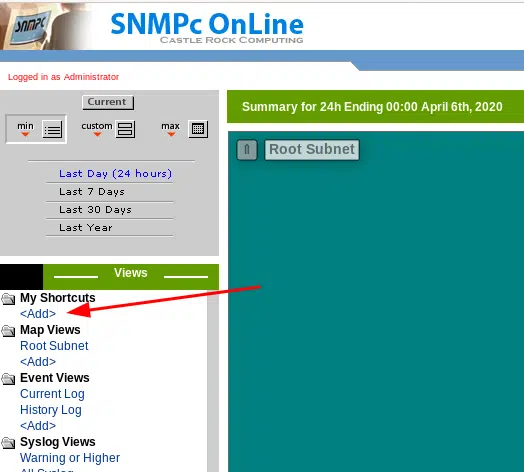 SNMPC
SNMPc OnLine
CASTLE ROCK COMPUTING
Logged in as Administrator
Current
min custom max
Last Day (24 hours)
Last 7 Days
Last 30 Days
Last Year
Summary for 24h Ending 00:00 April 6th, 2020
Root Subnet
Views
My Shortcuts
<Add>
Map Views
Root Subnet
<Add>
Event Views
Current Log
History Log
<Add>
Syslog Views
Warning or Higher
All Syslog